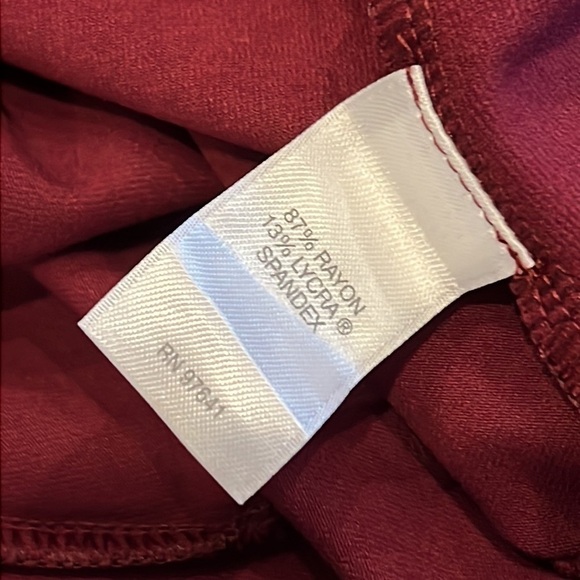 87% RAYON
13% LYCRA ®
SPANDEX
RN 97641